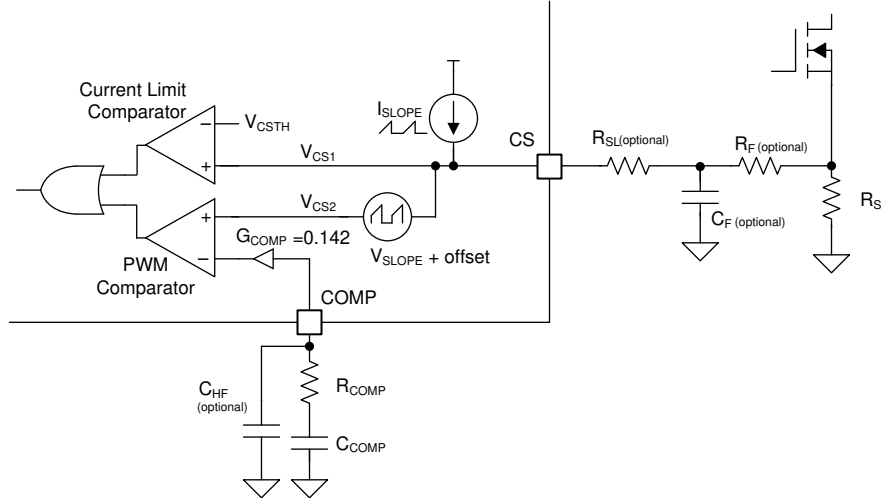 Current Limit
Comparator
V_CSTH
I_SLOPE
CS
R_SL(optional)
R_F (optional)
V_CS1
R_S
C_F (optional)
V_CS2
G_COMP =0.142
V_SLOPE + offset
PWM
Comparator
COMP
C_HF
(optional)
R_COMP
C_COMP
− + + −